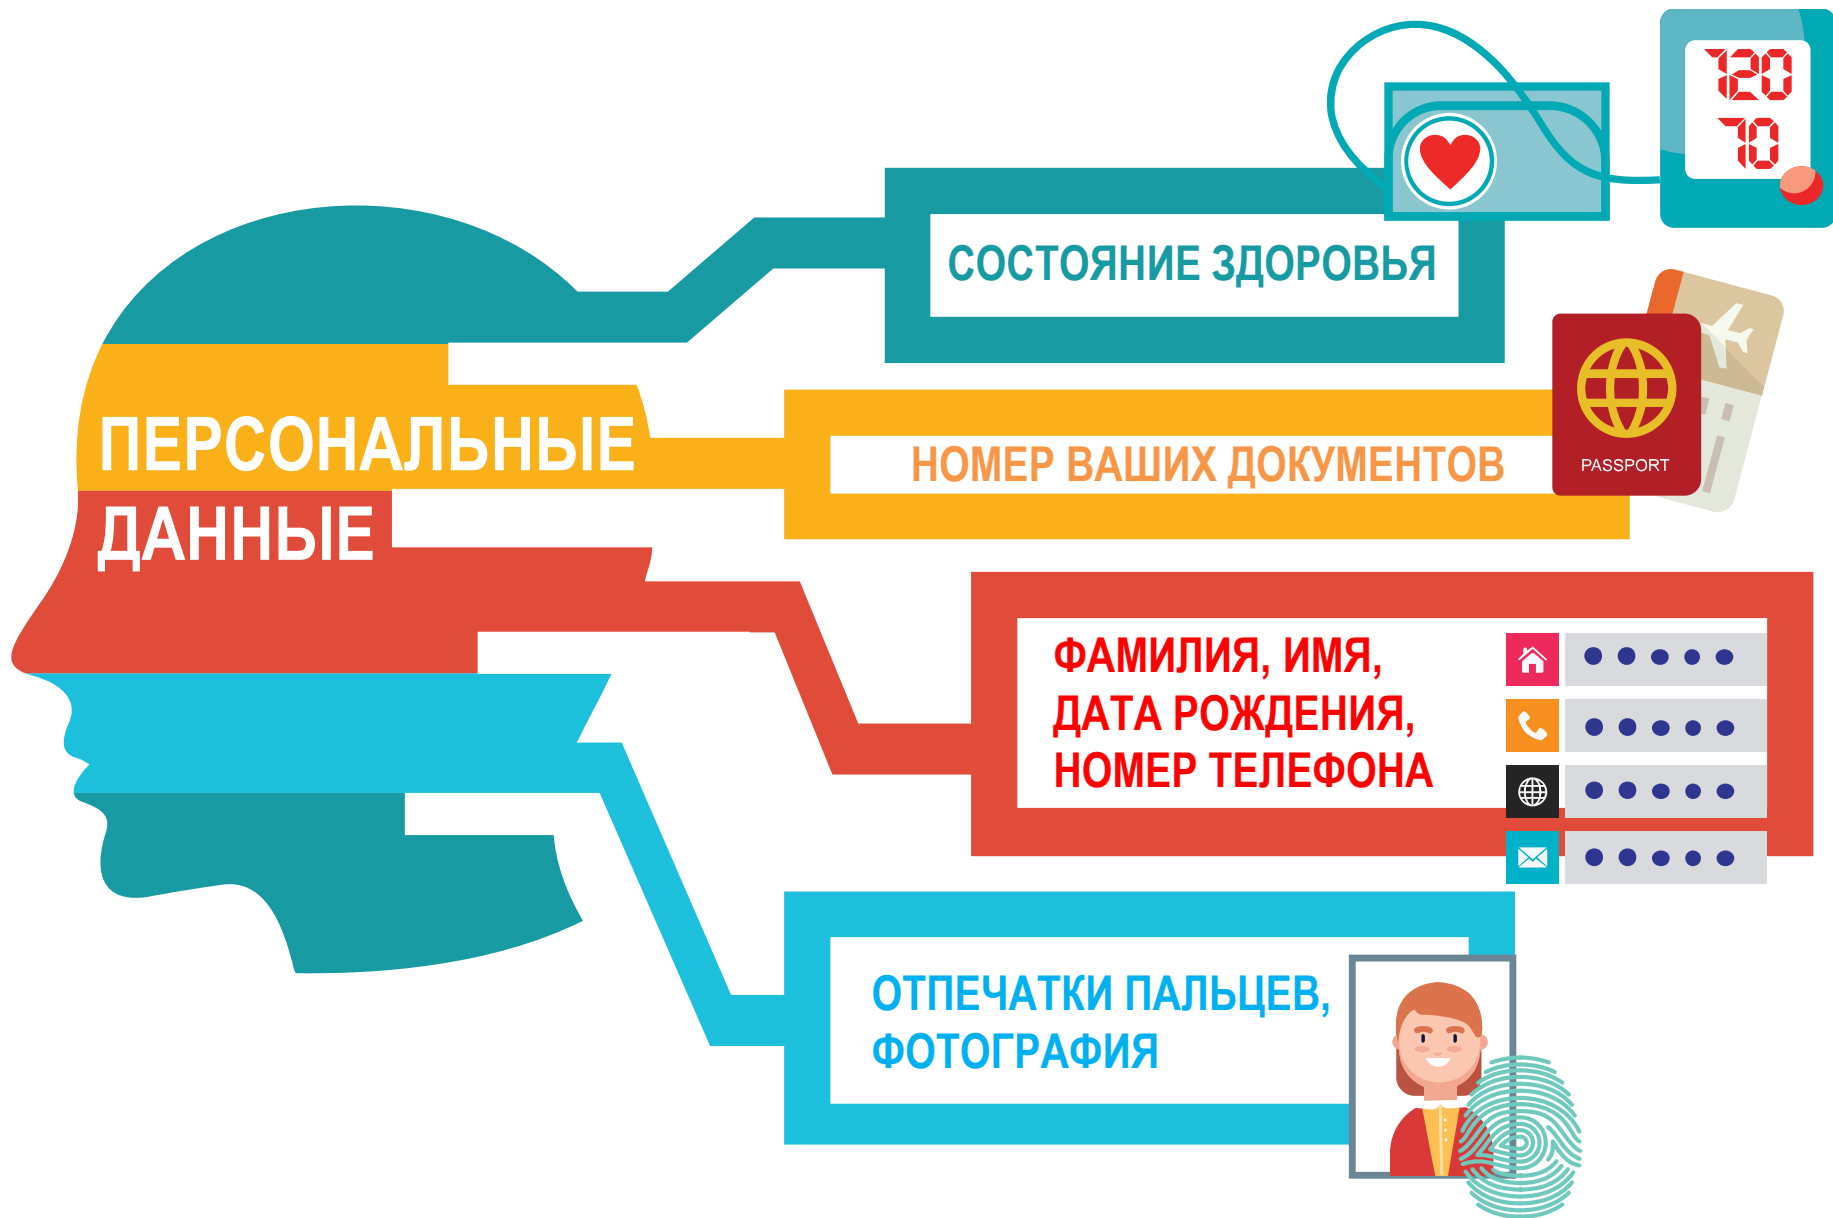 120
70
СОСТОЯНИЕ ЗДОРОВЬЯ
ПЕРСОНАЛЬНЫЕ
ДАННЫЕ
НОМЕР ВАШИХ ДОКУМЕНТОВ
PASSPORT
ФАМИЛИЯ, ИМЯ,
ДАТА РОЖДЕНИЯ,
НОМЕР ТЕЛЕФОНА
ОТПЕЧАТКИ ПАЛЬЦЕВ,
ФОТОГРАФИЯ